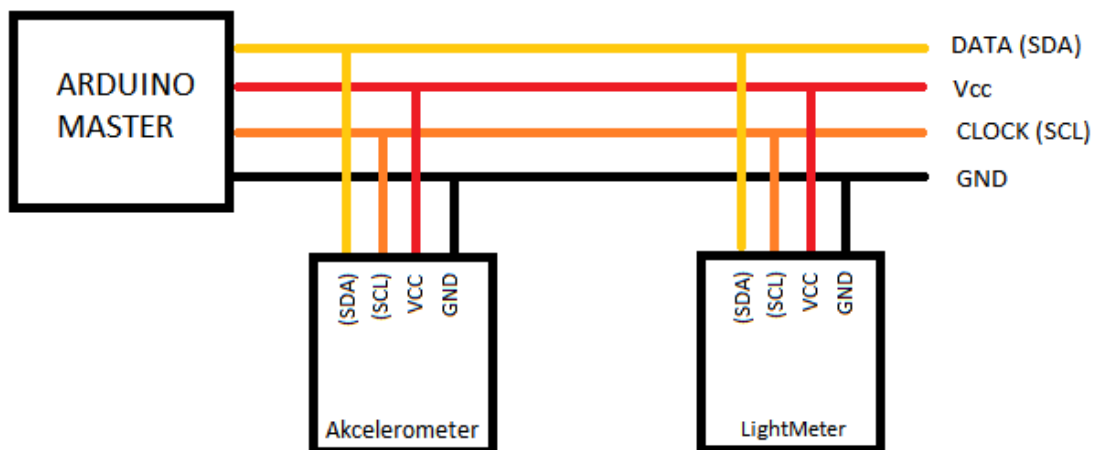 ARDUINO
MASTER
DATA (SDA)
Vcc
CLOCK (SCL)
GND
(SDA)
(SCL)
VCC
GND
Akcelerometer
(SDA)
(SCL)
VCC
GND
LightMeter